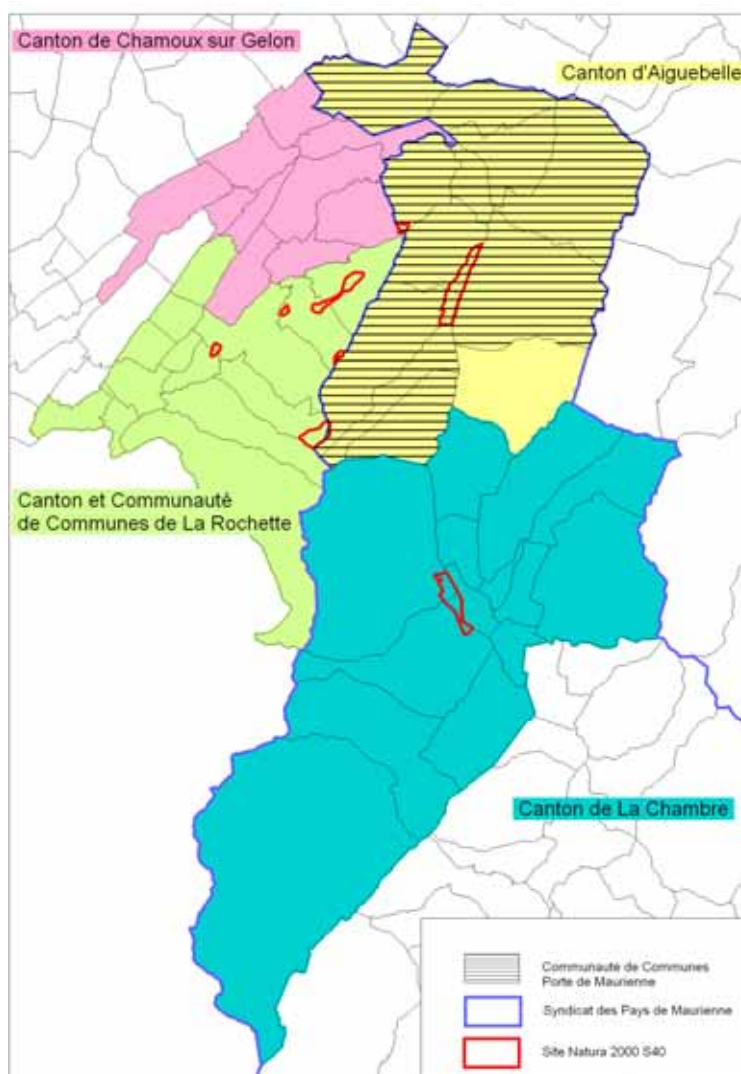 Canton de Chamoux sur Gelon
Canton d'Aiguebelle
Canton et Communauté
de Communes de La Rochette
Canton de La Chambre
Communauté de Communes
Porte de Maurienne
Syndicat des Pays de Maurienne
Site Natura 2000 S40